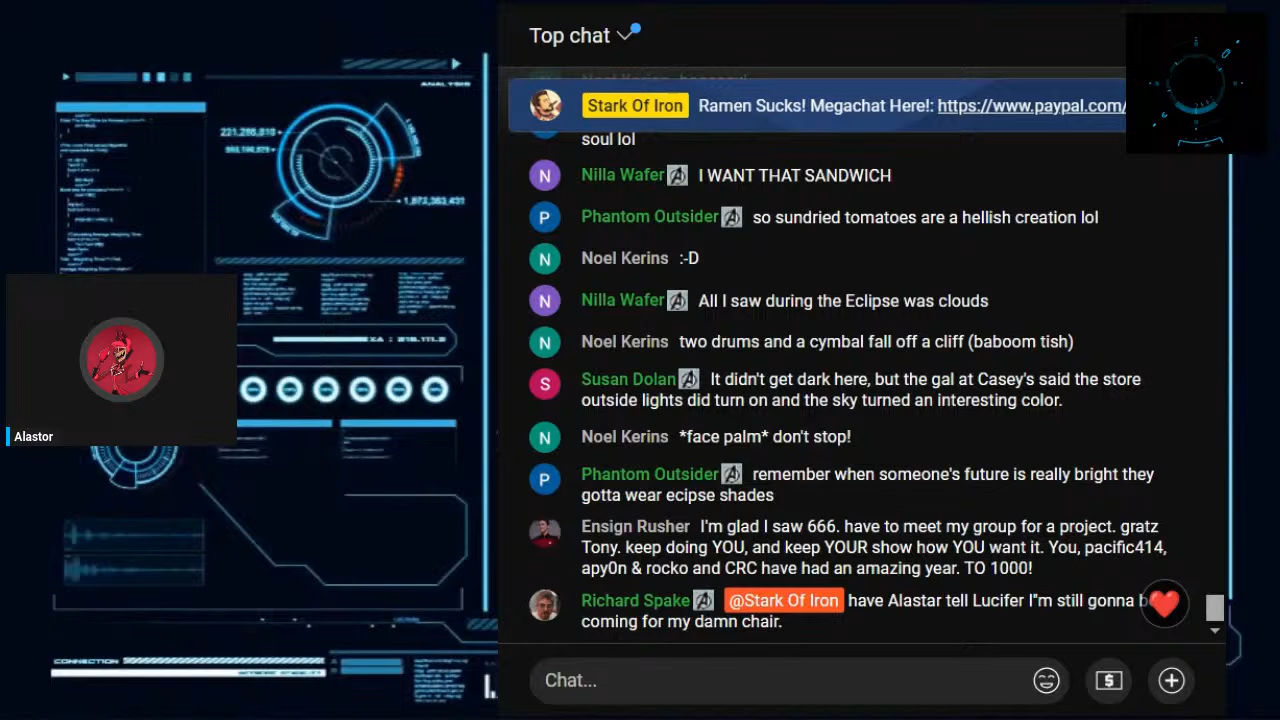 Top chat
ANALYSIS
Stark Of Iron Ramen Sucks! Megachat Here!: https://www.paypal.com/
soul lol
Nilla Wafer I WANT THAT SANDWICH
Phantom Outsider so sundried tomatoes are a hellish creation lol
Noel Kerins :-D
Nilla Wafer All I saw during the Eclipse was clouds
Noel Kerins two drums and a cymbal fall off a cliff (baboom tish)
Susan Dolan It didn't get dark here, but the gal at Casey's said the store
outside lights did turn on and the sky turned an interesting color.
Noel Kerins *face palm* don't stop!
Phantom Outsider remember when someone's future is really bright they
gotta wear ecipse shades
Ensign Rusher I'm glad I saw 666. have to meet my group for a project. gratz
Tony. keep doing YOU, and keep YOUR show how YOU want it. You, pacific414,
apy0n & rocko and CRC have had an amazing year. TO 1000!
Richard Spake @Stark Of Iron have Alastar tell Lucifer I"m still gonna
coming for my damn chair.
Chat...
Alastor
CONNECTION